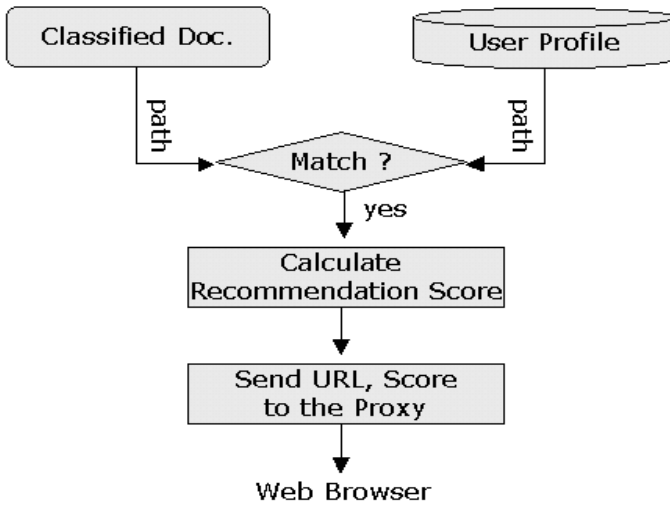 Classified Doc.
User Profile
path
path
Match ?
yes
Calculate
Recommendation Score
Send URL, Score
to the Proxy
Web Browser